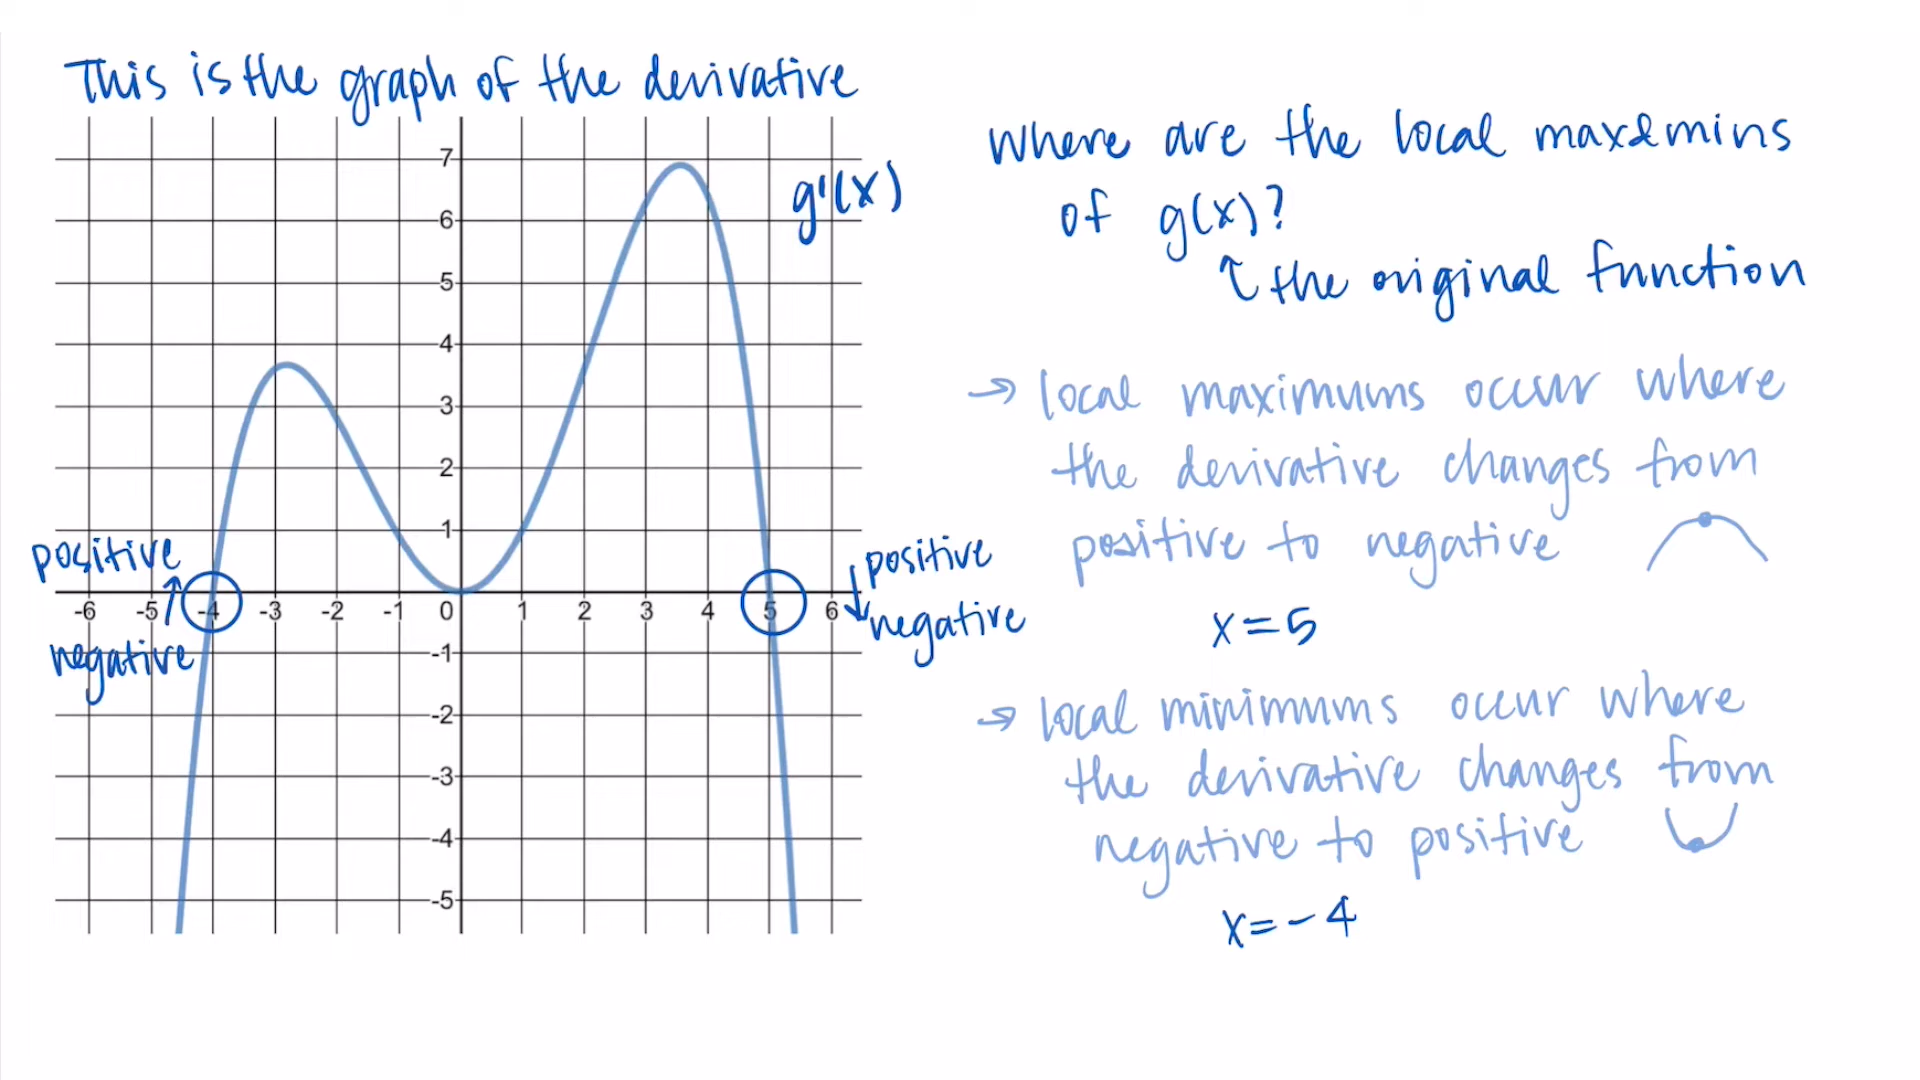 This is the graph of the derivative
g'(x)
7
6
5
4
3
2
1
-6 -5 -4 -3 -2 -1 0 1 2 3 4 5 6
-1
-2
-3
-4
-5
positive
negative
positive
negative
where are the local max & mins
of g(x)?
↑ the original function
→ local maximums occur where
the derivative changes from
positive to negative
x=5
→ local minimums occur where
the derivative changes from
negative to positive
x=-4